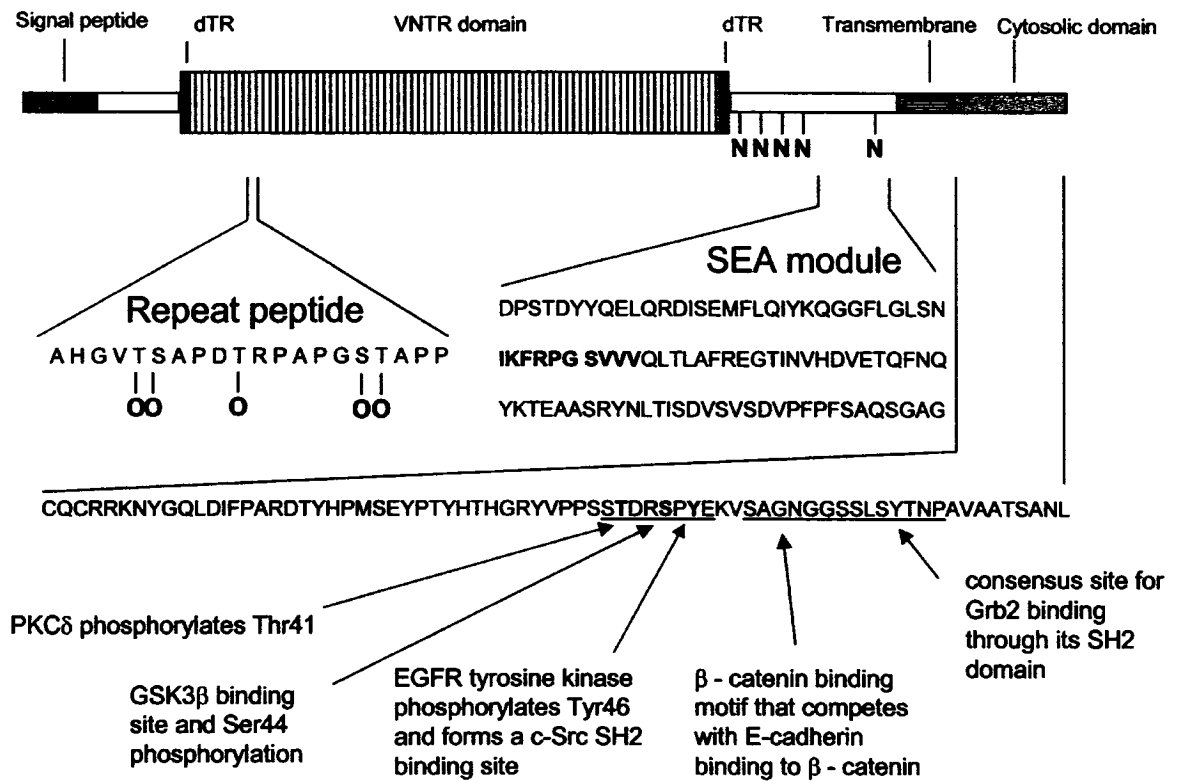 Signal peptide
dTR
VNTR domain
dTR
Transmembrane
Cytosolic domain
N N N N
N
SEA module
Repeat peptide
DPSTDYYQELQRDISEMFLQIYKQGGFLGLSN
IKFRPG SVVVQLTLAFREGTINVHDVETQFNQ
YKTEAASRYNLTISDVSVSDVPFPFSAQSGAG
A H G V T S A P D T R P A P G S T A P P
OO
O
OO
CQCRRKNYGQLDIFPARDTYHPMSEYPTYHTHGRYVPPSSTDRSPYEKVSAGNGGSSLSYTNPAVAATSANL
PKCδ phosphorylates Thr41
GSK3β binding
site and Ser44
phosphorylation
EGFR tyrosine kinase
phosphorylates Tyr46
and forms a c-Src SH2
binding site
β - catenin binding
motif that competes
with E-cadherin
binding to β - catenin
consensus site for
Grb2 binding
through its SH2
domain